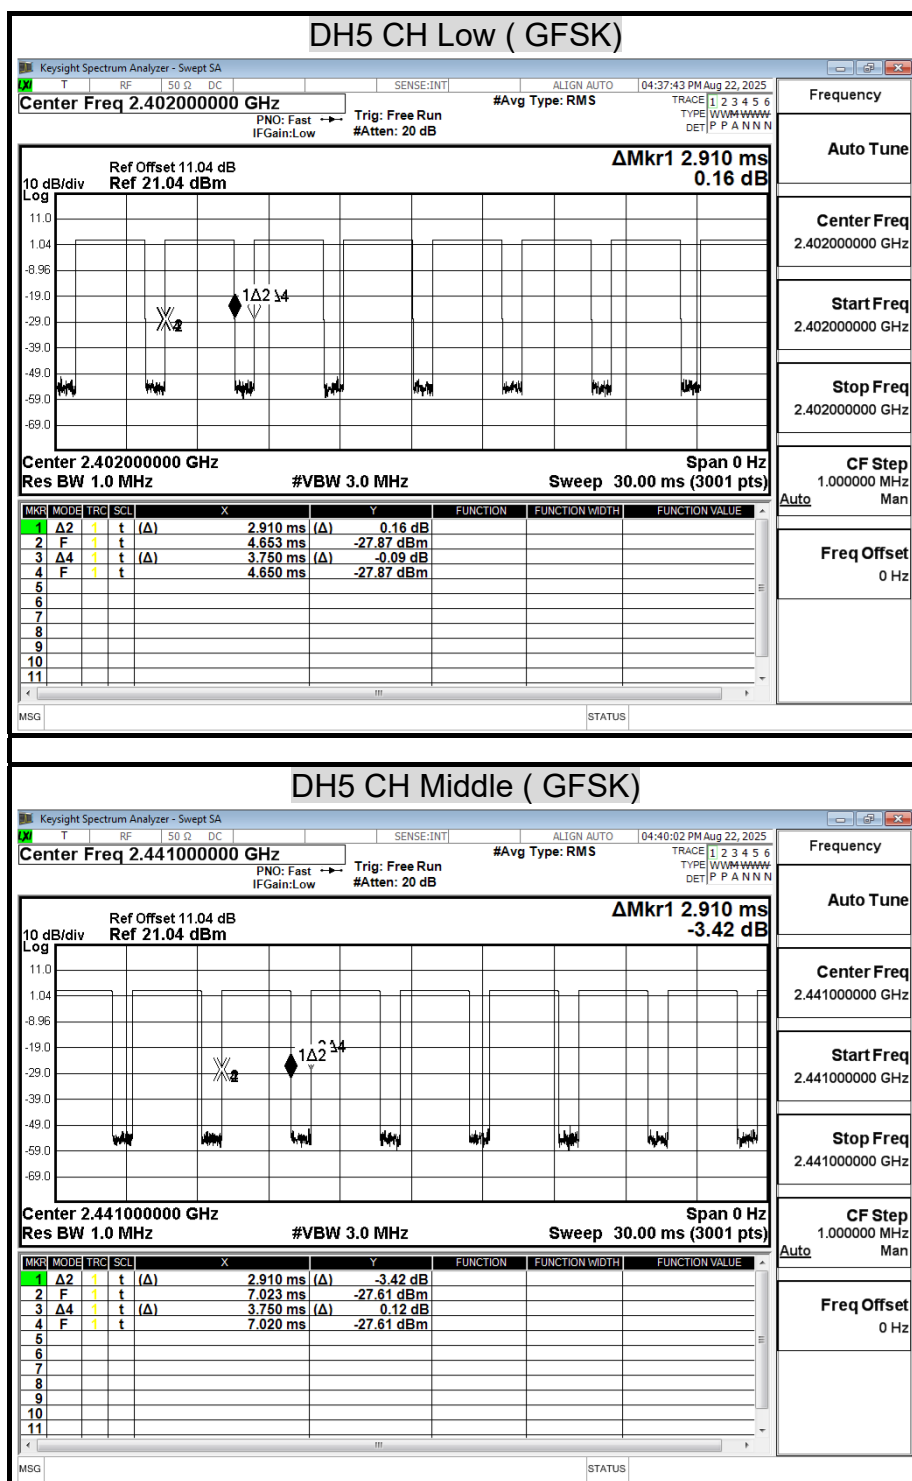 DH5 CH Low ( GFSK)
Keysight Spectrum Analyzer - Swept SA
LXI T RF 50 Ω DC SENSE:INT ALIGN AUTO 04:37:43 PM Aug 22, 2025
Center Freq 2.402000000 GHz
#Avg Type: RMS
TRACE 1 2 3 4 5 6
PNO: Fast Trig: Free Run
TYPE WWMWWWW
IFGain:Low #Atten: 20 dB
DET P P A N N N
Frequency
Ref Offset 11.04 dB
ΔMkr1 2.910 ms
10 dB/div Ref 21.04 dBm
0.16 dB
Log
11.0
1.04
-8.96
-19.0
-29.0
-39.0
-49.0
-59.0
-69.0
1Δ2
Center 2.402000000 GHz Span 0 Hz
Res BW 1.0 MHz #VBW 3.0 MHz Sweep 30.00 ms (3001 pts)
MKR MODE TRC SCL X Y FUNCTION FUNCTION WIDTH FUNCTION VALUE
1 Δ2 1 t (Δ) 2.910 ms (Δ) 0.16 dB
2 F 1 t 4.653 ms -27.87 dBm
3 Δ4 1 t (Δ) 3.750 ms (Δ) -0.09 dB
4 F 1 t 4.650 ms -27.87 dBm
5
6
7
8
9
10
11
MSG STATUS
Auto Tune
Center Freq
2.402000000 GHz
Start Freq
2.402000000 GHz
Stop Freq
2.402000000 GHz
CF Step
1.000000 MHz
Auto Man
Freq Offset
0 Hz
DH5 CH Middle ( GFSK)
Keysight Spectrum Analyzer - Swept SA
LXI T RF 50 Ω DC SENSE:INT ALIGN AUTO 04:40:02 PM Aug 22, 2025
Center Freq 2.441000000 GHz
#Avg Type: RMS
TRACE 1 2 3 4 5 6
PNO: Fast Trig: Free Run
TYPE WWMWWWW
IFGain:Low #Atten: 20 dB
DET P P A N N N
Frequency
Ref Offset 11.04 dB
ΔMkr1 2.910 ms
10 dB/div Ref 21.04 dBm
-3.42 dB
Log
11.0
1.04
-8.96
-19.0
-29.0
-39.0
-49.0
-59.0
-69.0
1Δ2
Center 2.441000000 GHz Span 0 Hz
Res BW 1.0 MHz #VBW 3.0 MHz Sweep 30.00 ms (3001 pts)
MKR MODE TRC SCL X Y FUNCTION FUNCTION WIDTH FUNCTION VALUE
1 Δ2 1 t (Δ) 2.910 ms (Δ) -3.42 dB
2 F 1 t 7.023 ms -27.61 dBm
3 Δ4 1 t (Δ) 3.750 ms (Δ) 0.12 dB
4 F 1 t 7.020 ms -27.61 dBm
5
6
7
8
9
10
11
MSG STATUS
Auto Tune
Center Freq
2.441000000 GHz
Start Freq
2.441000000 GHz
Stop Freq
2.441000000 GHz
CF Step
1.000000 MHz
Auto Man
Freq Offset
0 Hz